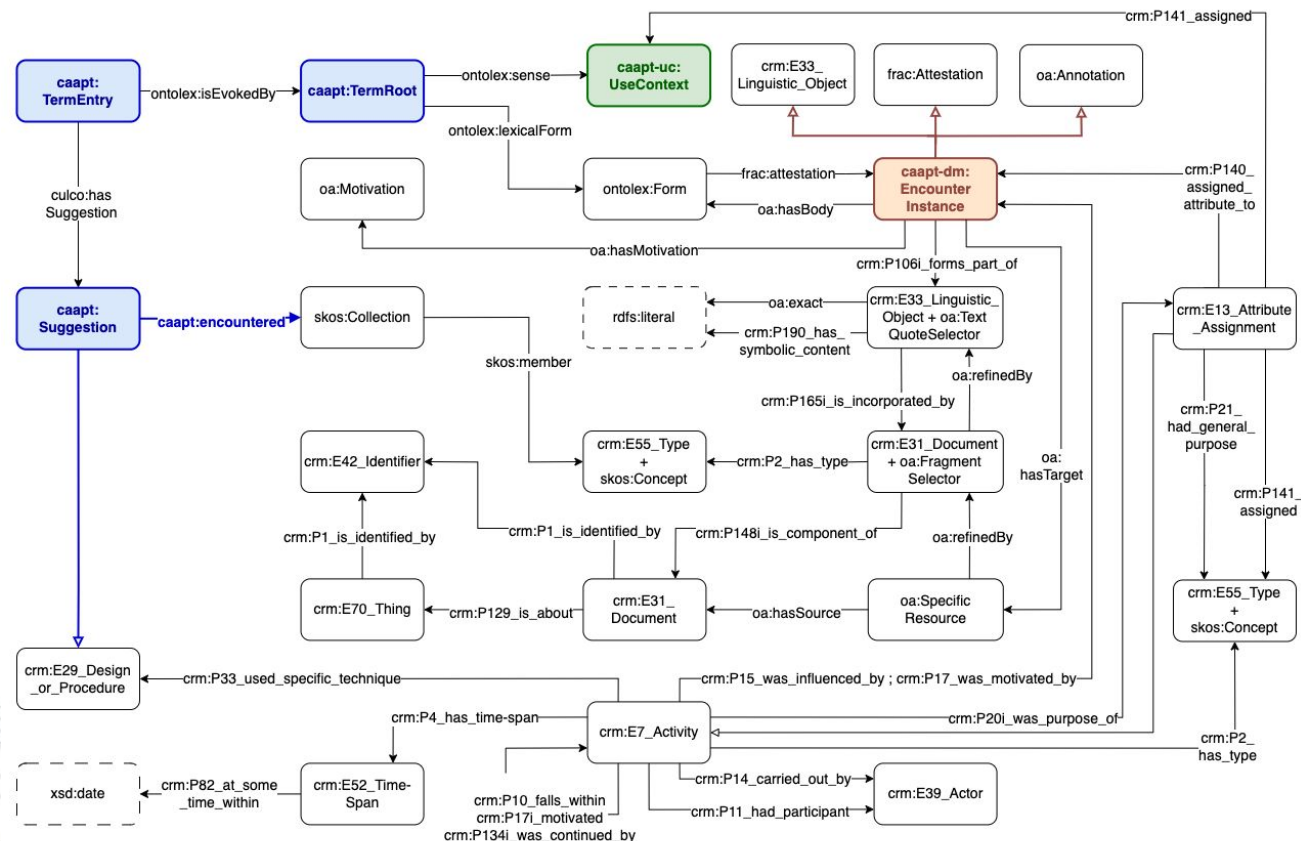 crm:P141_assigned
caapt:
TermEntry
ontolex:isEvokedBy
caapt:TermRoot
ontolex:sense
caapt-uc:
UseContext
crm:E33_
Linguistic_Object
frac:Attestation
oa:Annotation
ontolex:lexicalForm
culco:has
Suggestion
oa:Motivation
ontolex:Form
frac:attestation
oa:hasBody
caapt-dm:
Encounter
Instance
crm:P140_
assigned_
attribute_to
oa:hasMotivation
crm:P106i_forms_part_of
caapt:
Suggestion
caapt:encountered
skos:Collection
rdfs:literal
oa:exact
crm:P190_has_
symbolic_content
crm:E33_Linguistic_
Object + oa:Text
QuoteSelector
crm:E13_Attribute
_Assignment
skos:member
oa:refinedBy
crm:P165i_is_incorporated_by
crm:P21_
had_general_
purpose
crm:E42_Identifier
crm:E55_Type
+
skos:Concept
crm:P2_has_type
crm:E31_Document
+ oa:Fragment
Selector
oa:
hasTarget
crm:P141_
assigned
crm:P1_is_identified_by
crm:P1_is_identified_by
crm:P148i_is_component_of
oa:refinedBy
crm:E70_Thing
crm:P129_is_about
crm:E31_
Document
oa:hasSource
oa:Specific
Resource
crm:E55_Type
+
skos:Concept
crm:E29_Design
_or_Procedure
crm:P33_used_specific_technique
crm:P15_was_influenced_by ; crm:P17_was_motivated_by
crm:P4_has_time-span
crm:E7_Activity
crm:P20i_was_purpose_of
crm:P2_
has_type
xsd:date
crm:P82_at_some
_time_within
crm:E52_Time-
Span
crm:P10_falls_within
crm:P17i_motivated
crm:P134i_was_continued_by
crm:P14_carried_out_by
crm:P11_had_participant
crm:E39_Actor